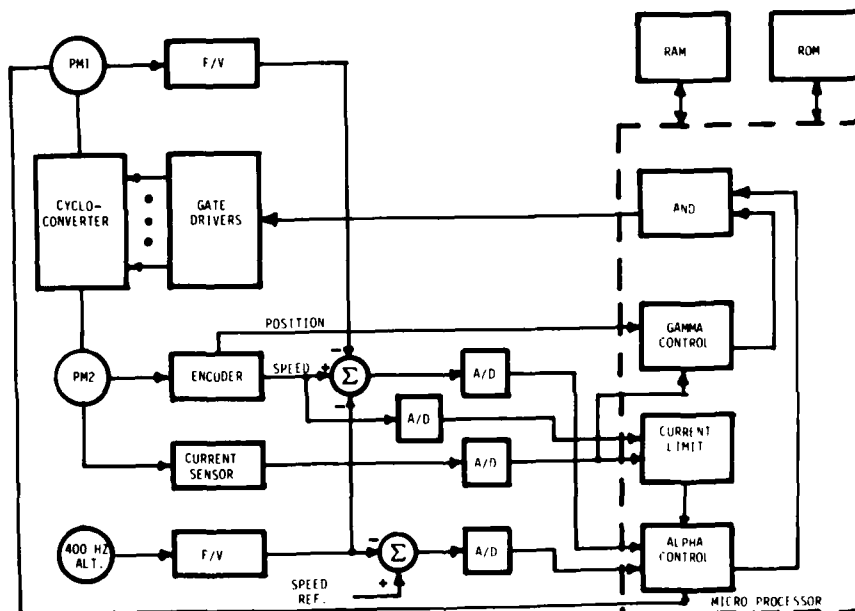 PM1
F/V
RAM
ROM
CYCLO-
CONVERTER
GATE
DRIVERS
AND
POSITION
GAMMA
CONTROL
PM2
ENCODER
SPEED
+
-
-
Σ
A/D
A/D
CURRENT
LIMIT
CURRENT
SENSOR
A/D
400 HZ
ALT.
F/V
-
+
Σ
A/D
ALPHA
CONTROL
SPEED
REF.
MICRO PROCESSOR